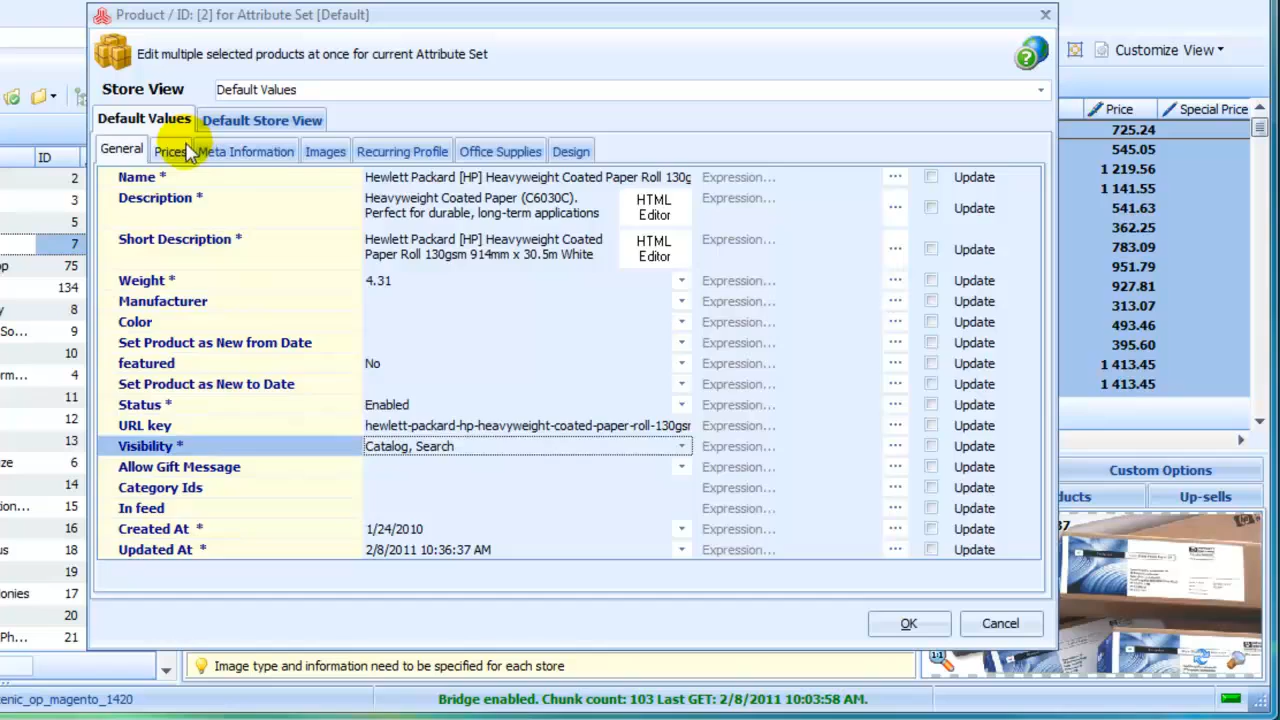 Product / ID: [2] for Attribute Set [Default]
Edit multiple selected products at once for current Attribute Set
Customize View
Store View
Default Values
Default Values
Default Store View
General
Prices
Meta Information
Images
Recurring Profile
Office Supplies
Design
Name * Hewlett Packard [HP] Heavyweight Coated Paper Roll 130g Expression... ... Update
Description * Heavyweight Coated Paper (C6030C). HTML Expression... ... Update
Perfect for durable, long-term applications Editor
Short Description * Hewlett Packard [HP] Heavyweight Coated HTML Expression... ... Update
Paper Roll 130gsm 914mm x 30.5m White Editor
Weight * 4.31 Expression... ... Update
Manufacturer Expression... ... Update
Color Expression... ... Update
Set Product as New from Date Expression... ... Update
featured No Expression... ... Update
Set Product as New to Date Expression... ... Update
Status * Enabled Expression... ... Update
URL key hewlett-packard-hp-heavyweight-coated-paper-roll-130gsr Expression... ... Update
Visibility * Catalog, Search Expression... ... Update
Allow Gift Message Expression... ... Update
Category Ids Expression... ... Update
In feed Expression... ... Update
Created At * 1/24/2010 Expression... ... Update
Updated At * 2/8/2011 10:36:37 AM Expression... ... Update
OK
Cancel
ID
2
3
5
7
op 75
134
y 8
So... 9
10
rm... 4
11
12
13
ze 6
14
on... 15
16
us 18
19
onies 17
20
Ph... 21
Price Special Price
725.24
545.05
1 219.56
1 141.55
541.63
362.25
783.09
951.79
927.81
313.07
493.46
395.60
1 413.45
1 413.45
Custom Options
ducts
Up-sells
37
1:1
Image type and information need to be specified for each store
enic_op_magento_1420
Bridge enabled. Chunk count: 103 Last GET: 2/8/2011 10:03:58 AM.